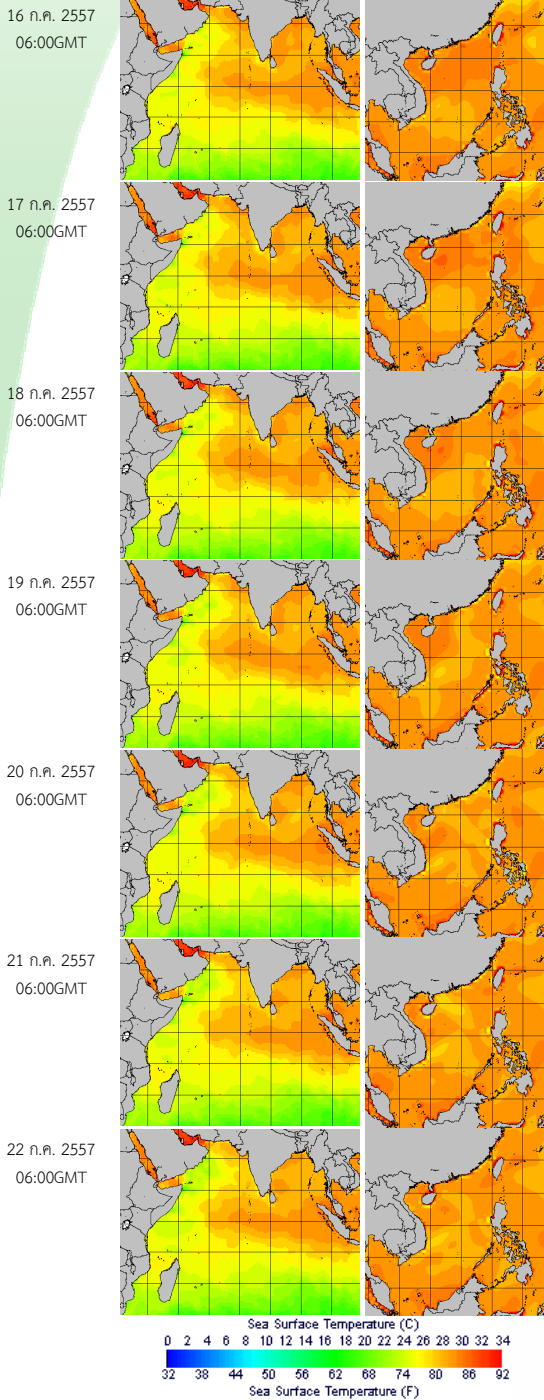 16 ก.ค. 2557
06:00GMT
17 ก.ค. 2557
06:00GMT
18 ก.ค. 2557
06:00GMT
19 ก.ค. 2557
06:00GMT
20 ก.ค. 2557
06:00GMT
21 ก.ค. 2557
06:00GMT
22 ก.ค. 2557
06:00GMT
Sea Surface Temperature (C)
0 2 4 6 8 10 12 14 16 18 20 22 24 26 28 30 32 34
32 38 44 50 56 62 68 74 80 86 92
Sea Surface Temperature (F)